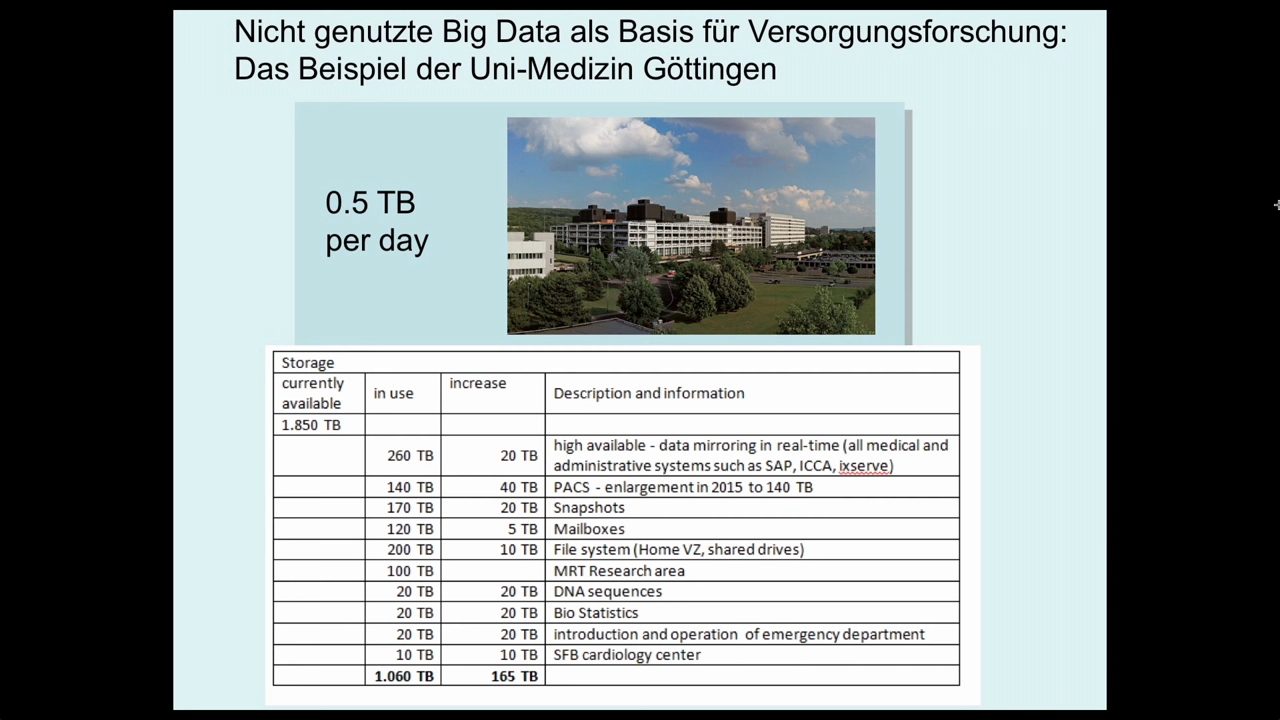 Nicht genutzte Big Data als Basis für Versorgungsforschung:
Das Beispiel der Uni-Medizin Göttingen
0.5 TB
per day
Storage
currently available in use increase Description and information
1.850 TB
260 TB 20 TB high available - data mirroring in real-time (all medical and
administrative systems such as SAP, ICCA, ixserve)
140 TB 40 TB PACS - enlargement in 2015 to 140 TB
170 TB 20 TB Snapshots
120 TB 5 TB Mailboxes
200 TB 10 TB File system (Home VZ, shared drives)
100 TB MRT Research area
20 TB 20 TB DNA sequences
20 TB 20 TB Bio Statistics
20 TB 20 TB introduction and operation of emergency department
10 TB 10 TB SFB cardiology center
1.060 TB 165 TB